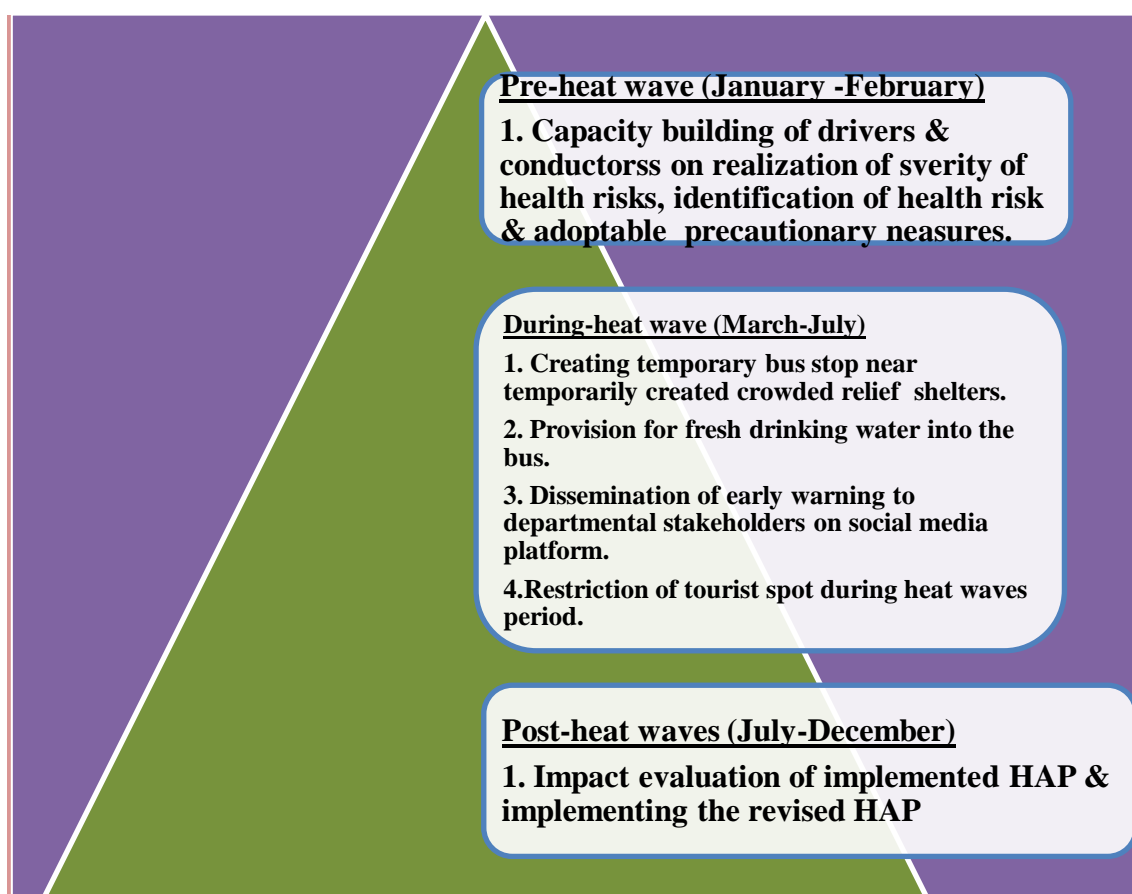 Pre-heat wave (January -February)
1. Capacity building of drivers &
conductorss on realization of sverity of
health risks, identification of health risk
& adoptable precautionary neasures.
During-heat wave (March-July)
1. Creating temporary bus stop near
temporarily created crowded relief shelters.
2. Provision for fresh drinking water into the
bus.
3. Dissemination of early warning to
departmental stakeholders on social media
platform.
4.Restriction of tourist spot during heat waves
period.
Post-heat waves (July-December)
1. Impact evaluation of implemented HAP &
implementing the revised HAP